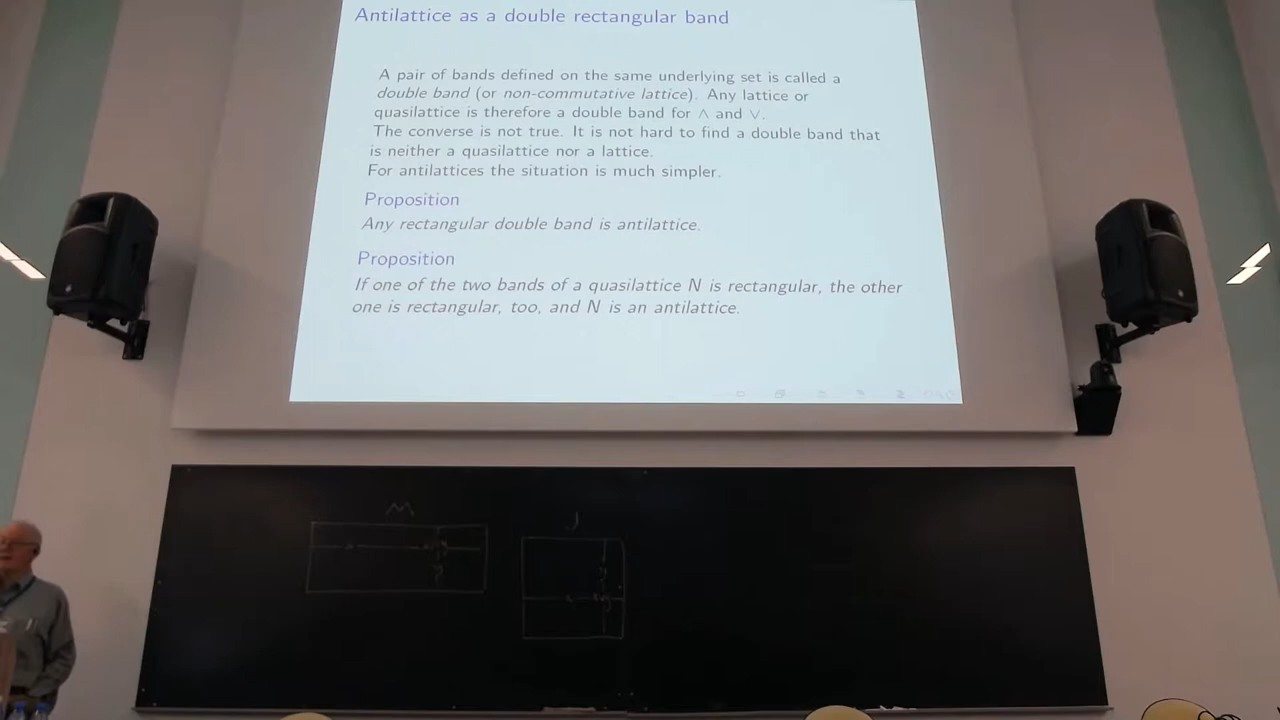 Antilattice as a double rectangular band
A pair of bands defined on the same underlying set is called a
double band (or non-commutative lattice). Any lattice or
quasilattice is therefore a double band for ∧ and ∨.
The converse is not true. It is not hard to find a double band that
is neither a quasilattice nor a lattice.
For antilattices the situation is much simpler.
Proposition
Any rectangular double band is antilattice.
Proposition
If one of the two bands of a quasilattice N is rectangular, the other
one is rectangular, too, and N is an antilattice.
M
J